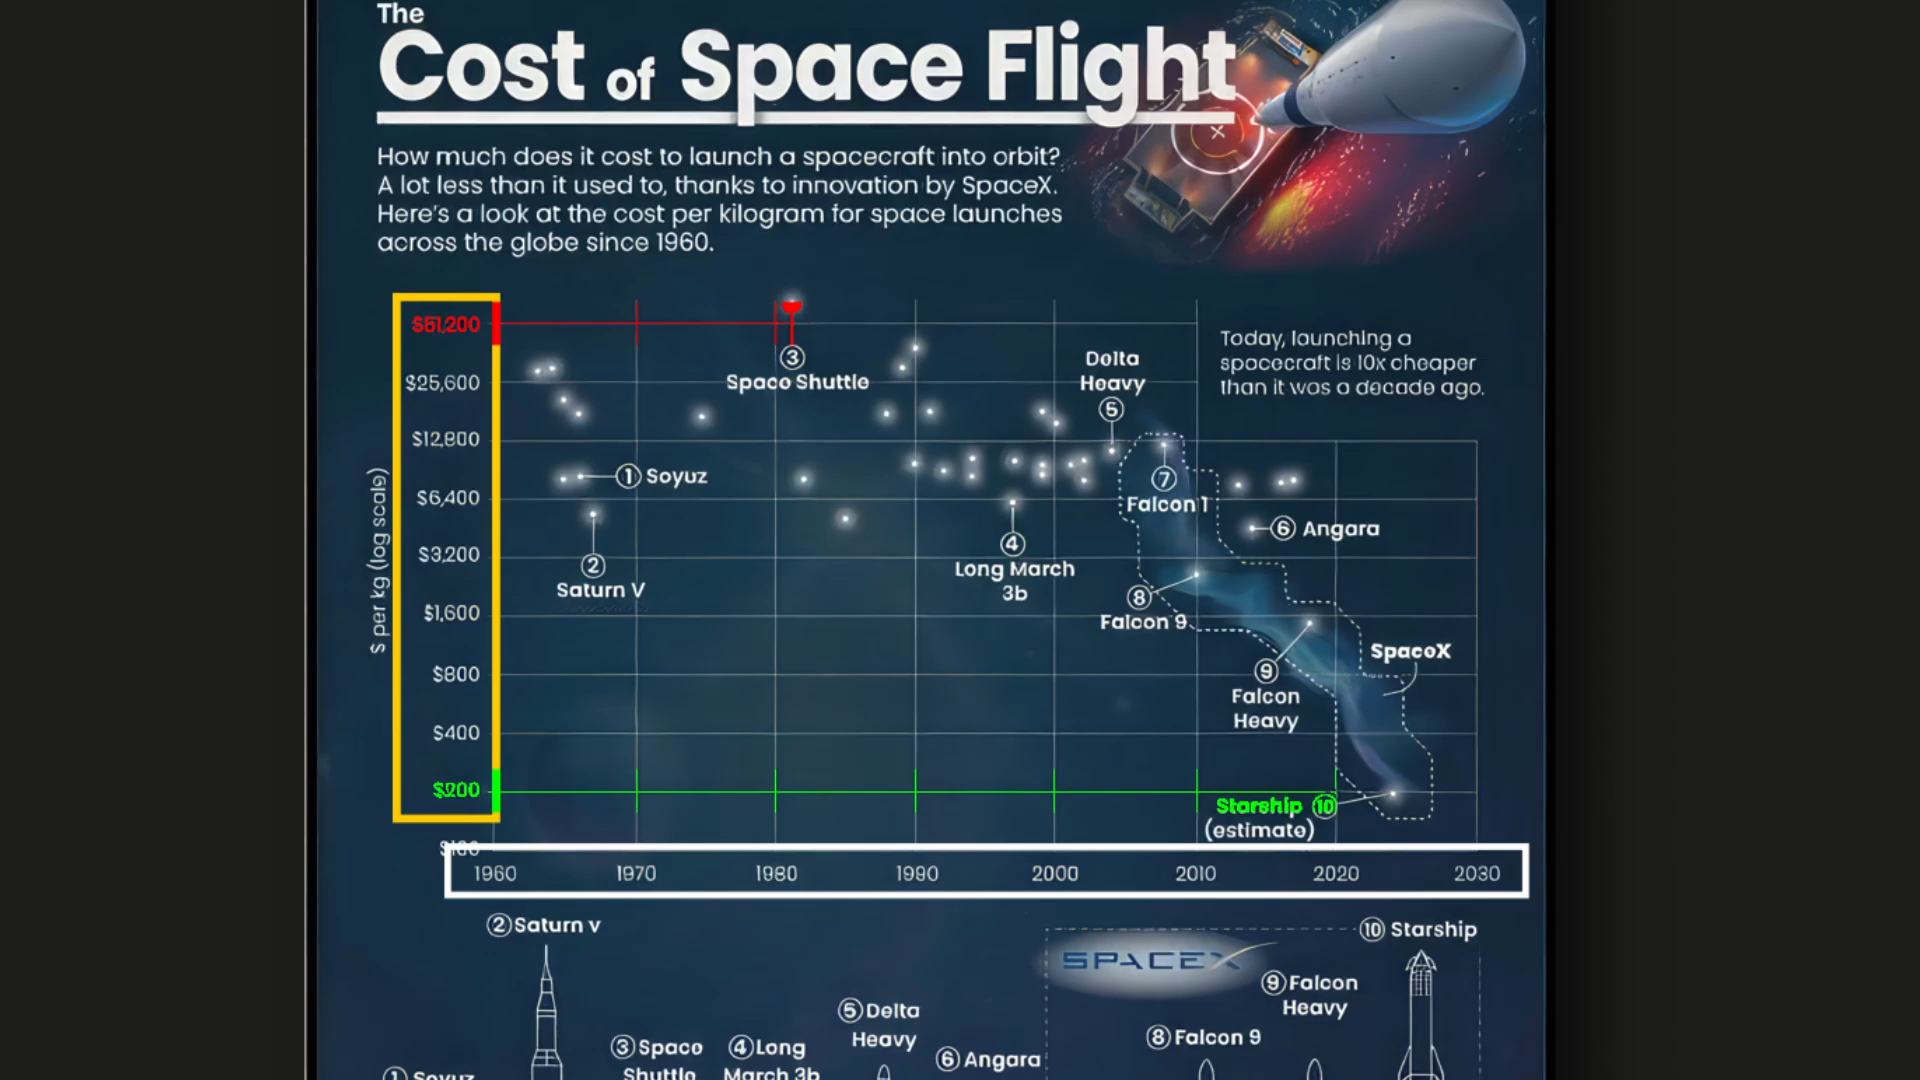 The
Cost of Space Flight
How much does it cost to launch a spacecraft into orbit?
A lot less than it used to, thanks to innovation by SpaceX.
Here's a look at the cost per kilogram for space launches
across the globe since 1960.
$ per kg (log scale)
$51,200
$25,600
$12,800
$6,400
$3,200
$1,600
$800
$400
$200
$100
1960
1970
1980
1990
2000
2010
2020
2030
① Soyuz
②
Saturn V
③
Space Shuttle
④
Long March
3b
Delta
Heavy
⑤
⑥ Angara
⑦
Falcon 1
⑧
Falcon 9
⑨
Falcon
Heavy
SpaceX
Starship ⑩
(estimate)
Today, launching a
spacecraft is 10x cheaper
than it was a decade ago.
② Saturn v
① Soyuz
③ Space
Shuttle
④ Long
March 3b
⑤ Delta
Heavy
⑥ Angara
SPACEX
⑧ Falcon 9
⑨ Falcon
Heavy
⑩ Starship